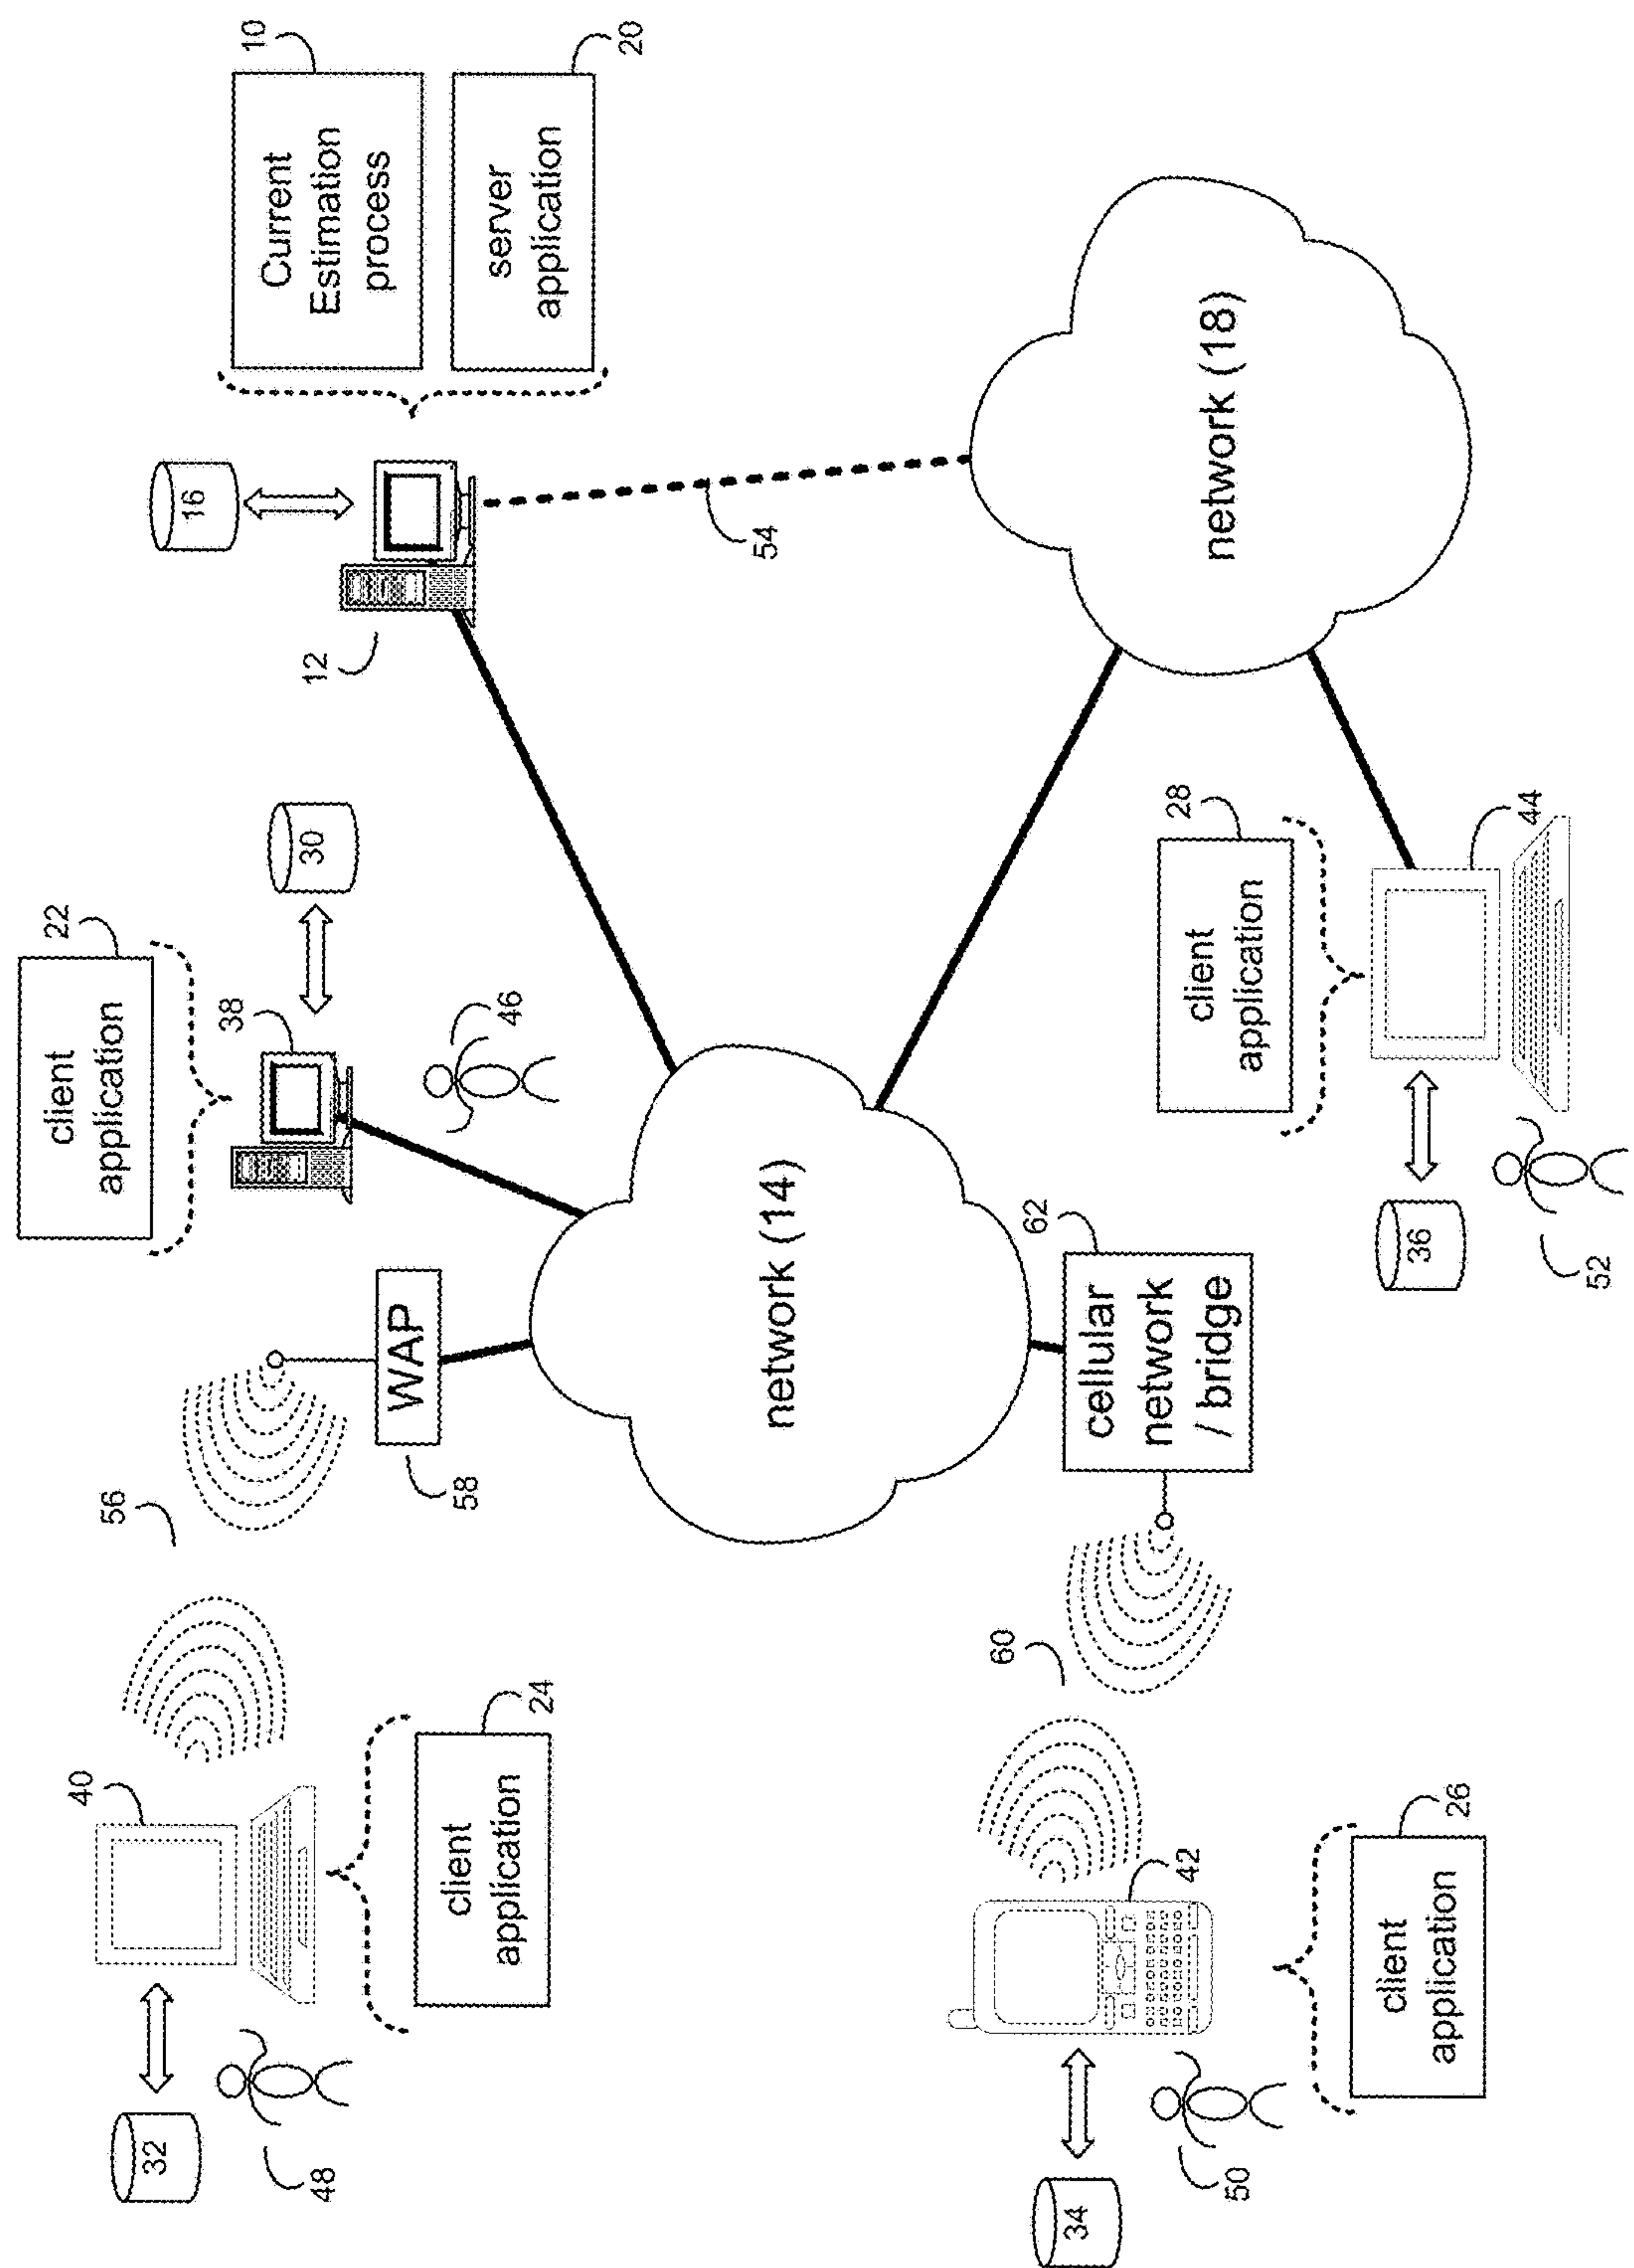 22
client
application
40
56
32
16
38
10
Current
Estimation
process
30
12
48
WAP
58
client
application
24
server
application
20
46
54
network (14)
60
62
34
cellular
network
/ bridge
42
28
client
application
network (18)
50
client
application
26
36
44
52